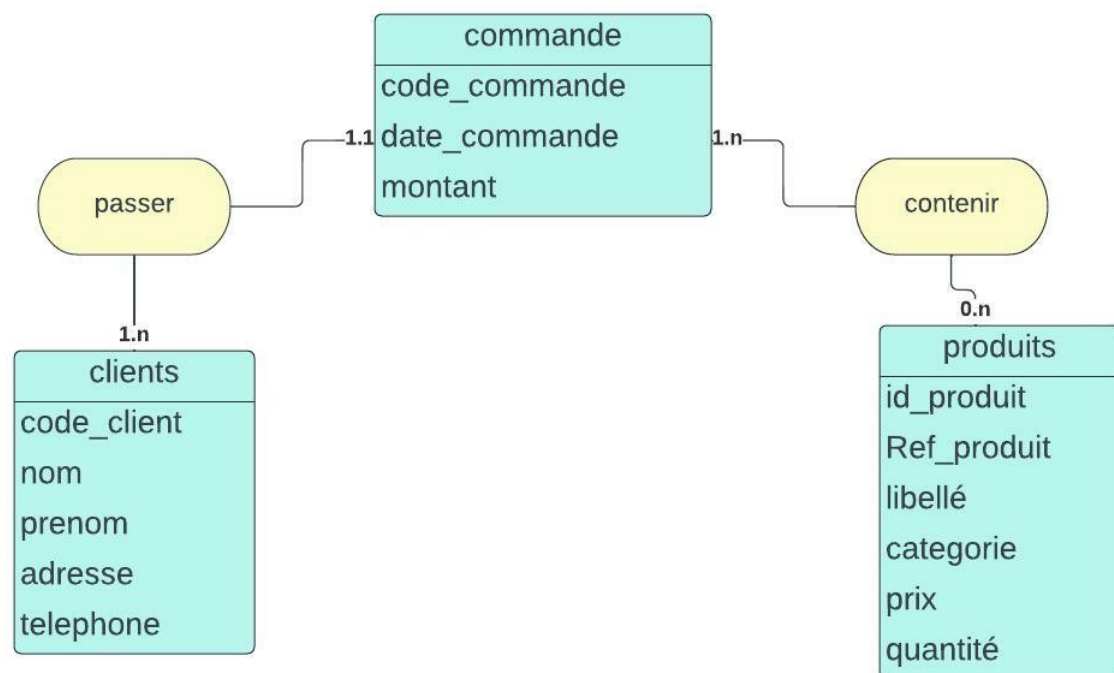 commande
code_commande
date_commande
montant
1.1
1.n
passer
contenir
1.n
clients
code_client
nom
prenom
adresse
telephone
0.n
produits
id_produit
Ref_produit
libellé
categorie
prix
quantité